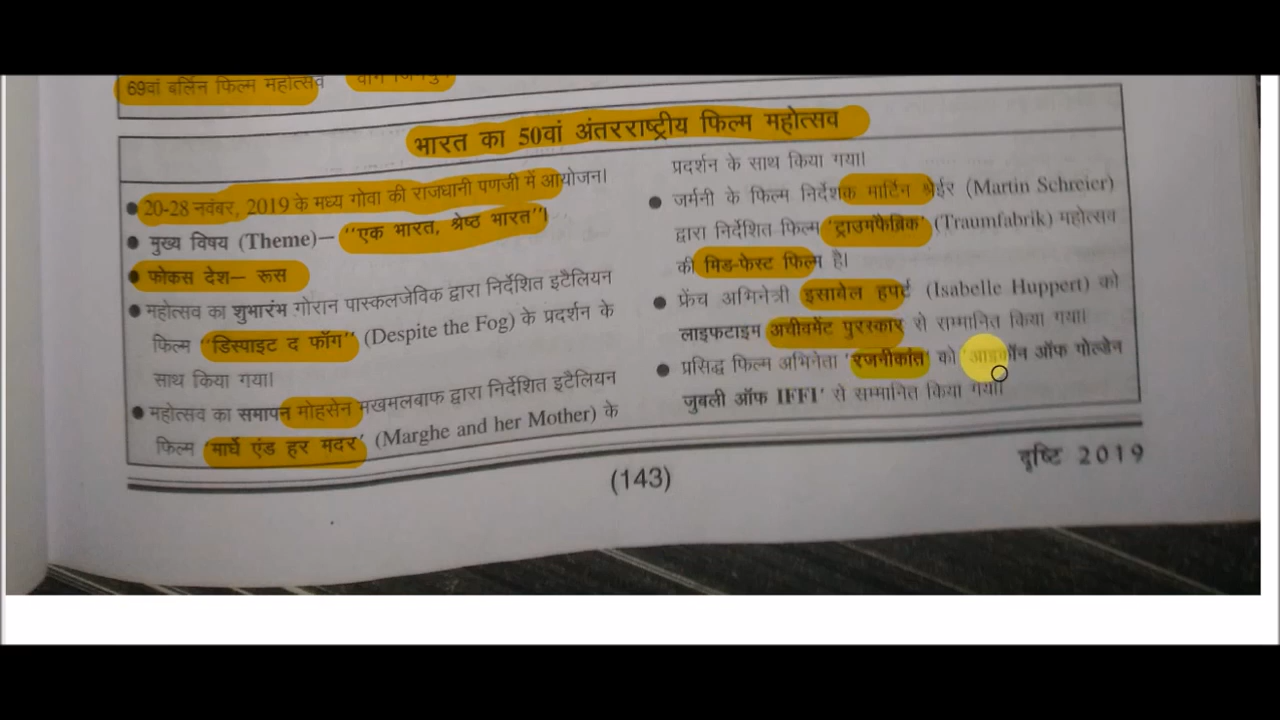 69वां बर्लिन फिल्म महोत्सव
भारत का 50वां अंतरराष्ट्रीय फिल्म महोत्सव
● 20-28 नवंबर, 2019 के मध्य गोवा की राजधानी पणजी में आयोजन।
● मुख्य विषय (Theme)– "एक भारत, श्रेष्ठ भारत"।
● फोकस देश– रूस
● महोत्सव का शुभारंभ गोरान पास्कलजेविक द्वारा निर्देशित इटैलियन
फिल्म "डिस्पाइट द फॉग" (Despite the Fog) के प्रदर्शन के
साथ किया गया।
● महोत्सव का समापन मोहसेन मखमलबाफ द्वारा निर्देशित इटैलियन
फिल्म 'मार्घे एंड हर मदर' (Marghe and her Mother) के
प्रदर्शन के साथ किया गया।
● जर्मनी के फिल्म निर्देशक मार्टिन श्रेईर (Martin Schreier)
द्वारा निर्देशित फिल्म 'ट्राउमफैब्रिक' (Traumfabrik) महोत्सव
की मिड-फेस्ट फिल्म है।
● फ्रेंच अभिनेत्री इसाबेल हपर्ट (Isabelle Huppert) को
लाइफटाइम अचीवमेंट पुरस्कार से सम्मानित किया गया।
● प्रसिद्ध फिल्म अभिनेता 'रजनीकांत' को 'आइकॉन ऑफ गोल्डेन
जुबली ऑफ IFFI' से सम्मानित किया गया।
(143)
दृष्टि 2019